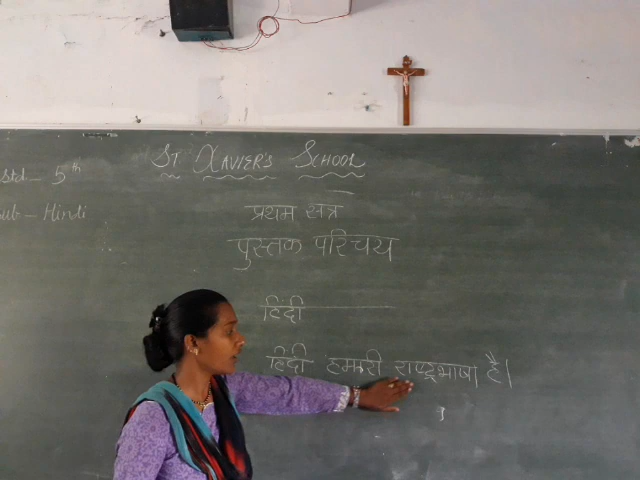 St Xavier's School
Std - 5th
Sub - Hindi
प्रथम सत्र
पुस्तक परिचय
हिंदी
हिंदी हमारी राष्ट्रभाषा है।